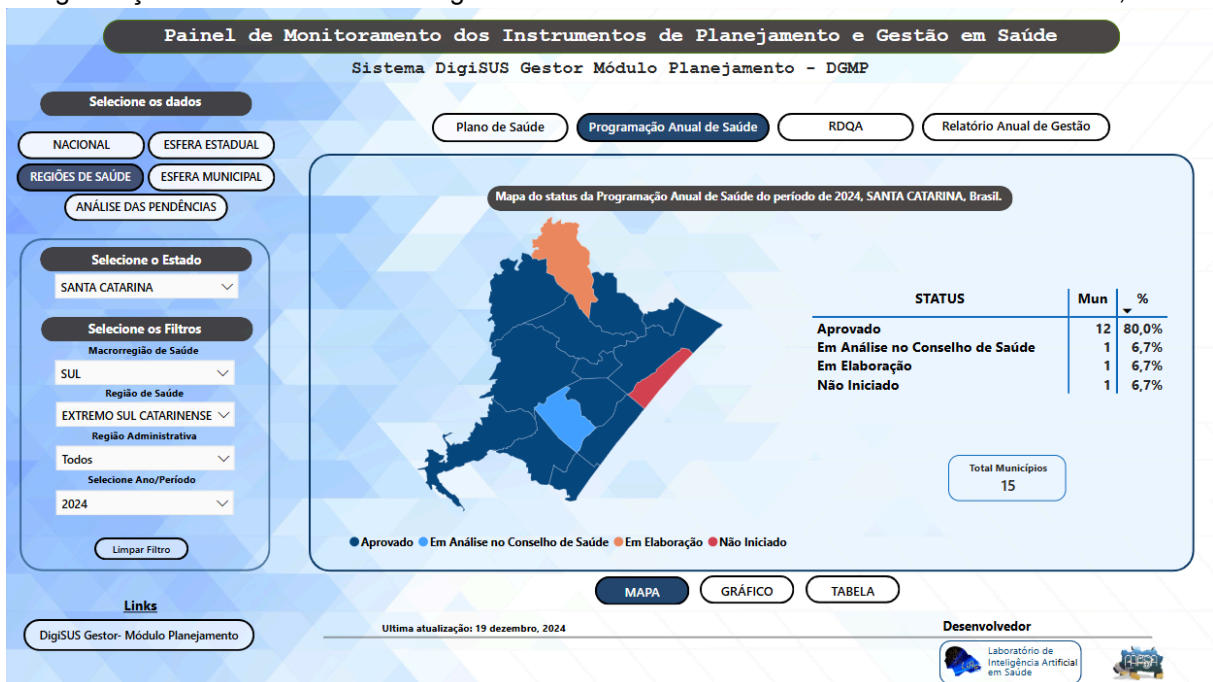 Painel de Monitoramento dos Instrumentos de Planejamento e Gestão em Saúde
Sistema DigiSUS Gestor Módulo Planejamento - DGMP
Selecione os dados
NACIONAL
ESFERA ESTADUAL
REGIÕES DE SAÚDE
ESFERA MUNICIPAL
ANÁLISE DAS PENDÊNCIAS
Plano de Saúde
Programação Anual de Saúde
RDQA
Relatório Anual de Gestão
Selecione o Estado
SANTA CATARINA
Selecione os Filtros
Macrorregião de Saúde
SUL
Região de Saúde
EXTREMO SUL CATARINENSE
Região Administrativa
Todos
Selecione Ano/Período
2024
Limpar Filtro
Mapa do status da Programação Anual de Saúde do período de 2024, SANTA CATARINA, Brasil.
STATUS Mun %
Aprovado 12 80,0%
Em Análise no Conselho de Saúde 1 6,7%
Em Elaboração 1 6,7%
Não Iniciado 1 6,7%
Total Municípios
15
Aprovado Em Análise no Conselho de Saúde Em Elaboração Não Iniciado
MAPA
GRÁFICO
TABELA
Links
DigiSUS Gestor- Módulo Planejamento
Ultima atualização: 19 dezembro, 2024
Desenvolvedor
Laboratório de
Inteligência Artificial
em Saúde